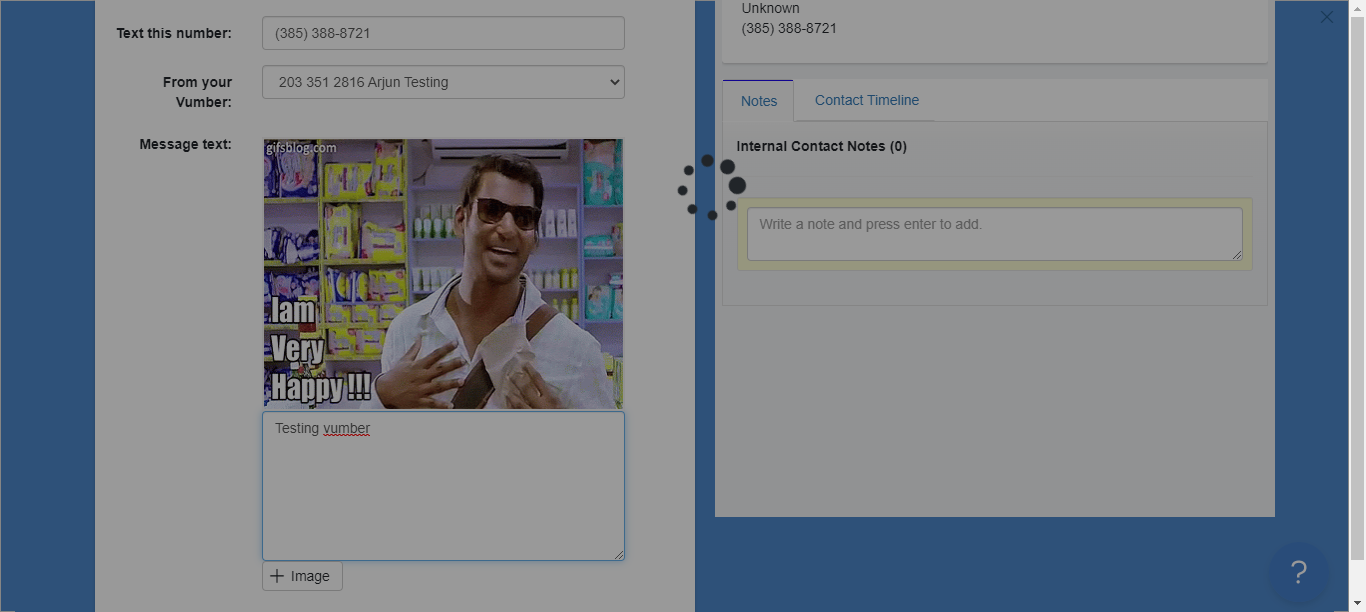 Text this number:
(385) 388-8721
From your
Vumber:
203 351 2816 Arjun Testing
Message text:
gifsblog.com
Iam
Very
Happy !!!
Testing vumber
+ Image
Unknown
(385) 388-8721
Notes
Contact Timeline
Internal Contact Notes (0)
Write a note and press enter to add.
?